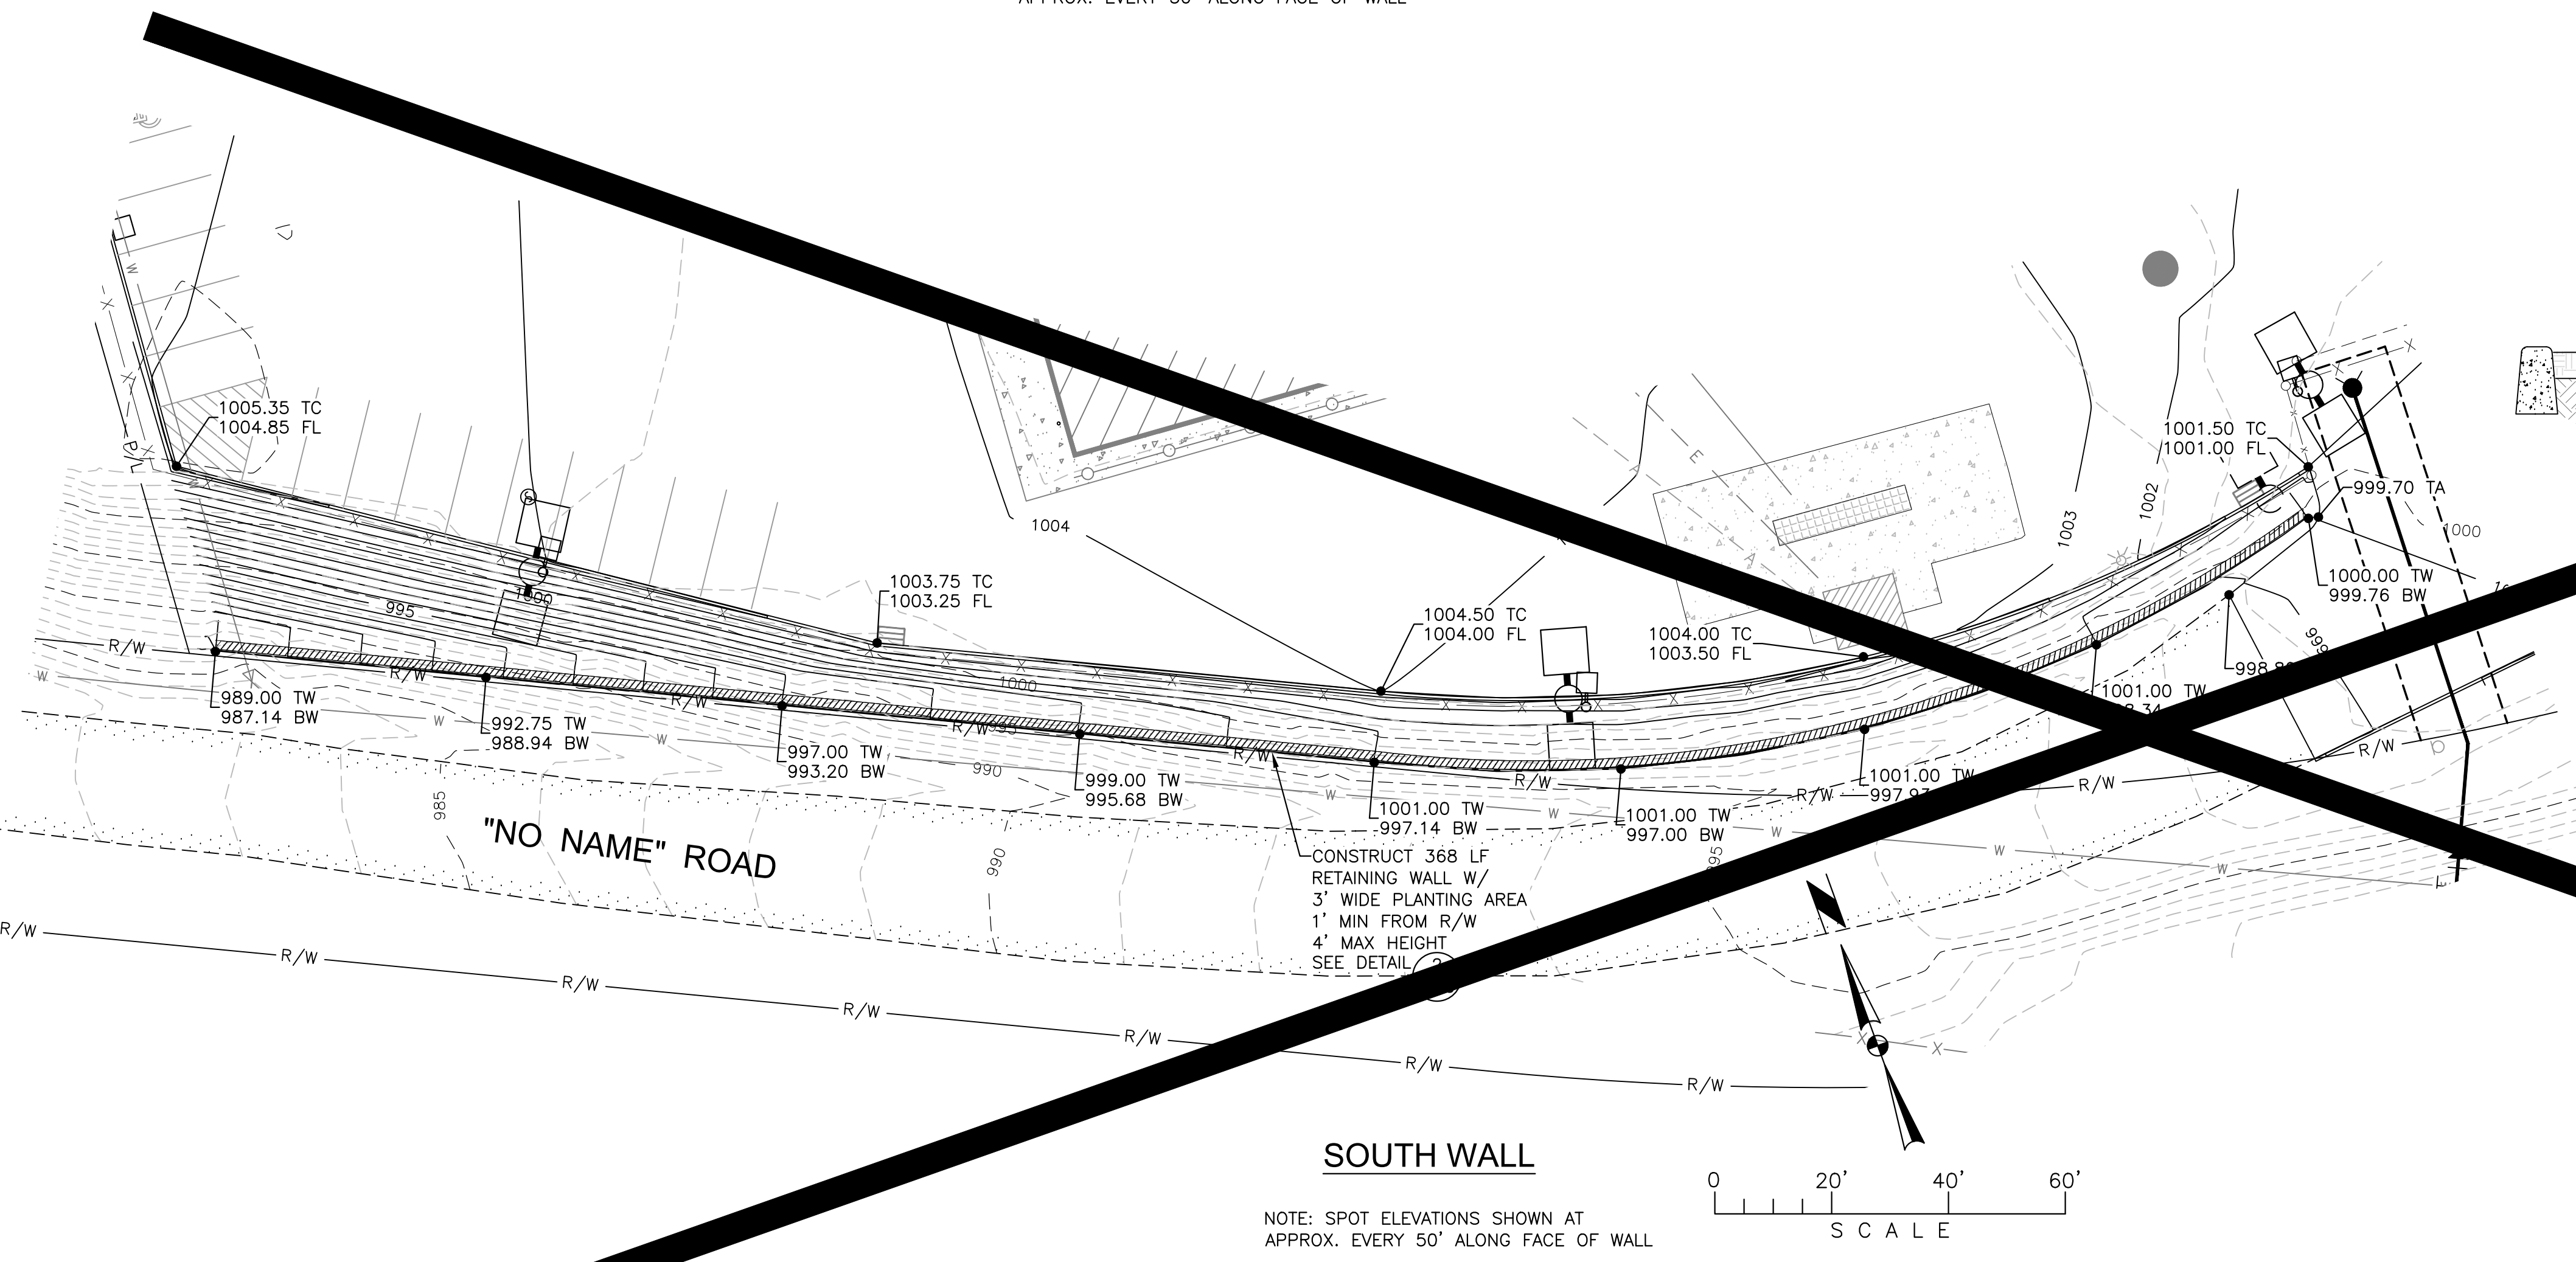 1005.35 TC
1004.85 FL
1003.75 TC
1003.25 FL
1004
1004.50 TC
1004.00 FL
1004.00 TC
1003.50 FL
1003
1002
1001.50 TC
1001.00 FL
999.70 TA
1000
1000.00 TW
999.76 BW
P/L
W
995
1000
1000
995
990
985
990
R/W
R/W
R/W
R/W
R/W
R/W
R/W
R/W
R/W
989.00 TW
987.14 BW
992.75 TW
988.94 BW
997.00 TW
993.20 BW
999.00 TW
995.68 BW
1001.00 TW
997.14 BW
1001.00 TW
997.00 BW
1001.00 TW
1001.00 TW
"NO NAME" ROAD
CONSTRUCT 368 LF
RETAINING WALL W/
3' WIDE PLANTING AREA
1' MIN FROM R/W
4' MAX HEIGHT
SEE DETAIL
R/W
R/W
R/W
R/W
R/W
R/W
R/W
SOUTH WALL
NOTE: SPOT ELEVATIONS SHOWN AT
APPROX. EVERY 50' ALONG FACE OF WALL
0 20' 40' 60'
SCALE